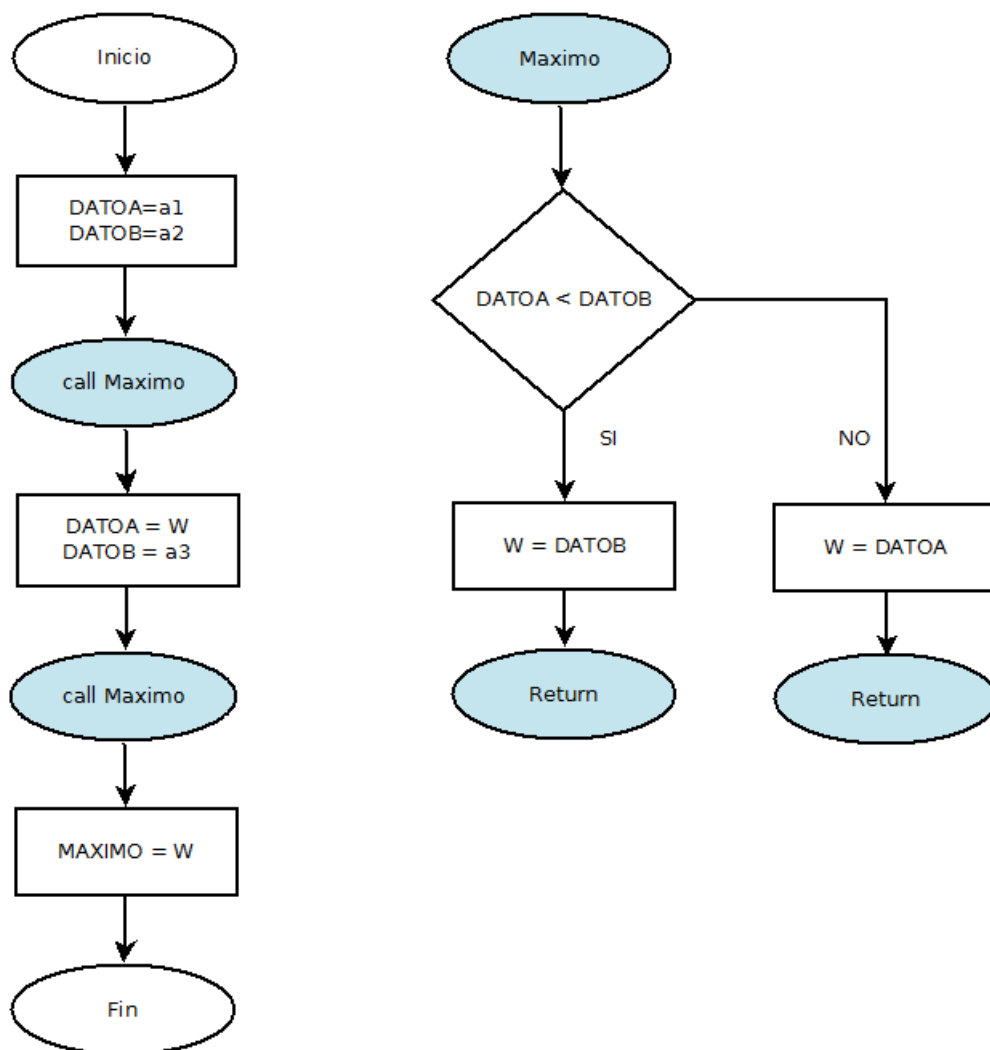 Inicio
DATOA=a1
DATOB=a2
call Maximo
DATOA = W
DATOB = a3
call Maximo
MAXIMO = W
Fin
Maximo
DATOA < DATOB
SI
NO
W = DATOB
W = DATOA
Return
Return